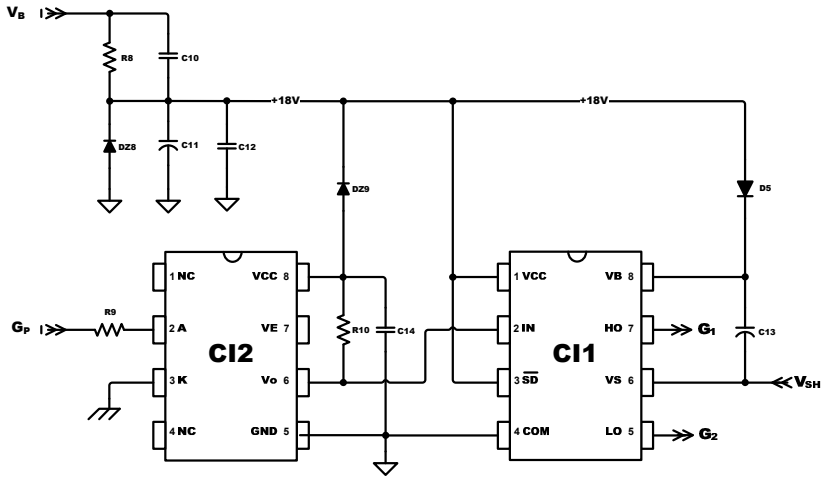 VB
R8
C10
+18V
+18V
DZ8
C11
C12
DZ9
D5
1 NC
VCC 8
1 VCC
VB 8
R9
GP
2 A
VE 7
R10
C14
2 IN
HO 7
G1
C13
CI2
CI1
3 K
Vo 6
3 SD
VS 6
VSH
4 NC
GND 5
4 COM
LO 5
G2